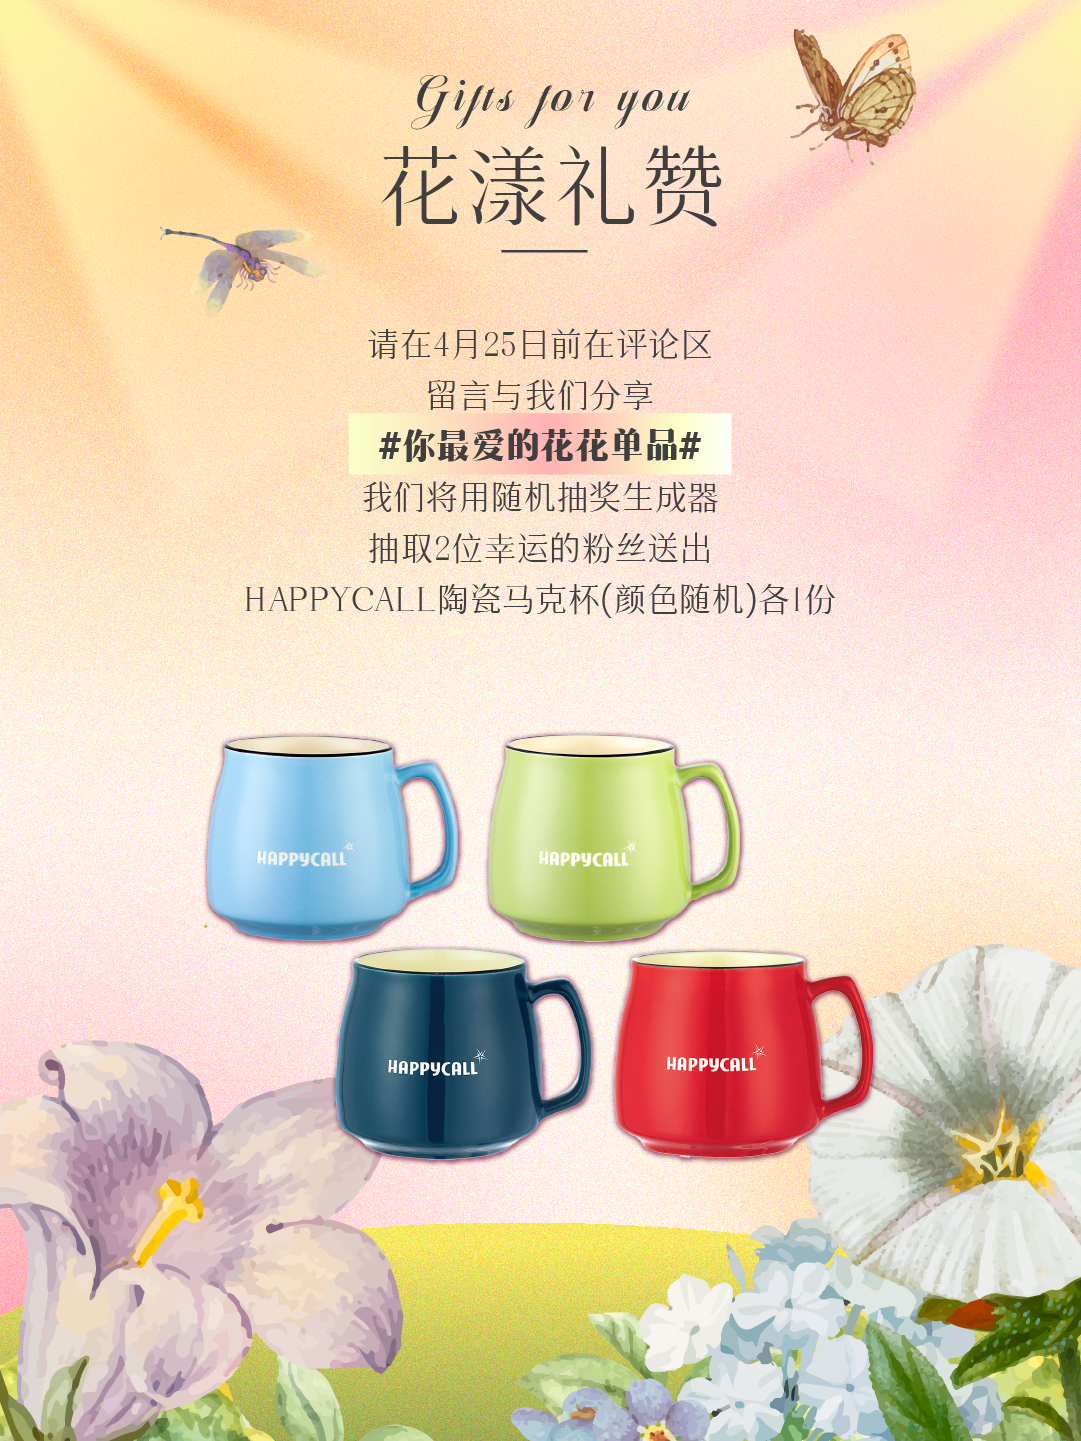 Gifts for you
花漾礼赞
请在4月25日前在评论区
留言与我们分享
#你最爱的花花单品#
我们将用随机抽奖生成器
抽取2位幸运的粉丝送出
HAPPYCALL陶瓷马克杯(颜色随机)各1份
HAPPYCALL
HAPPYCALL
HAPPYCALL
HAPPYCALL